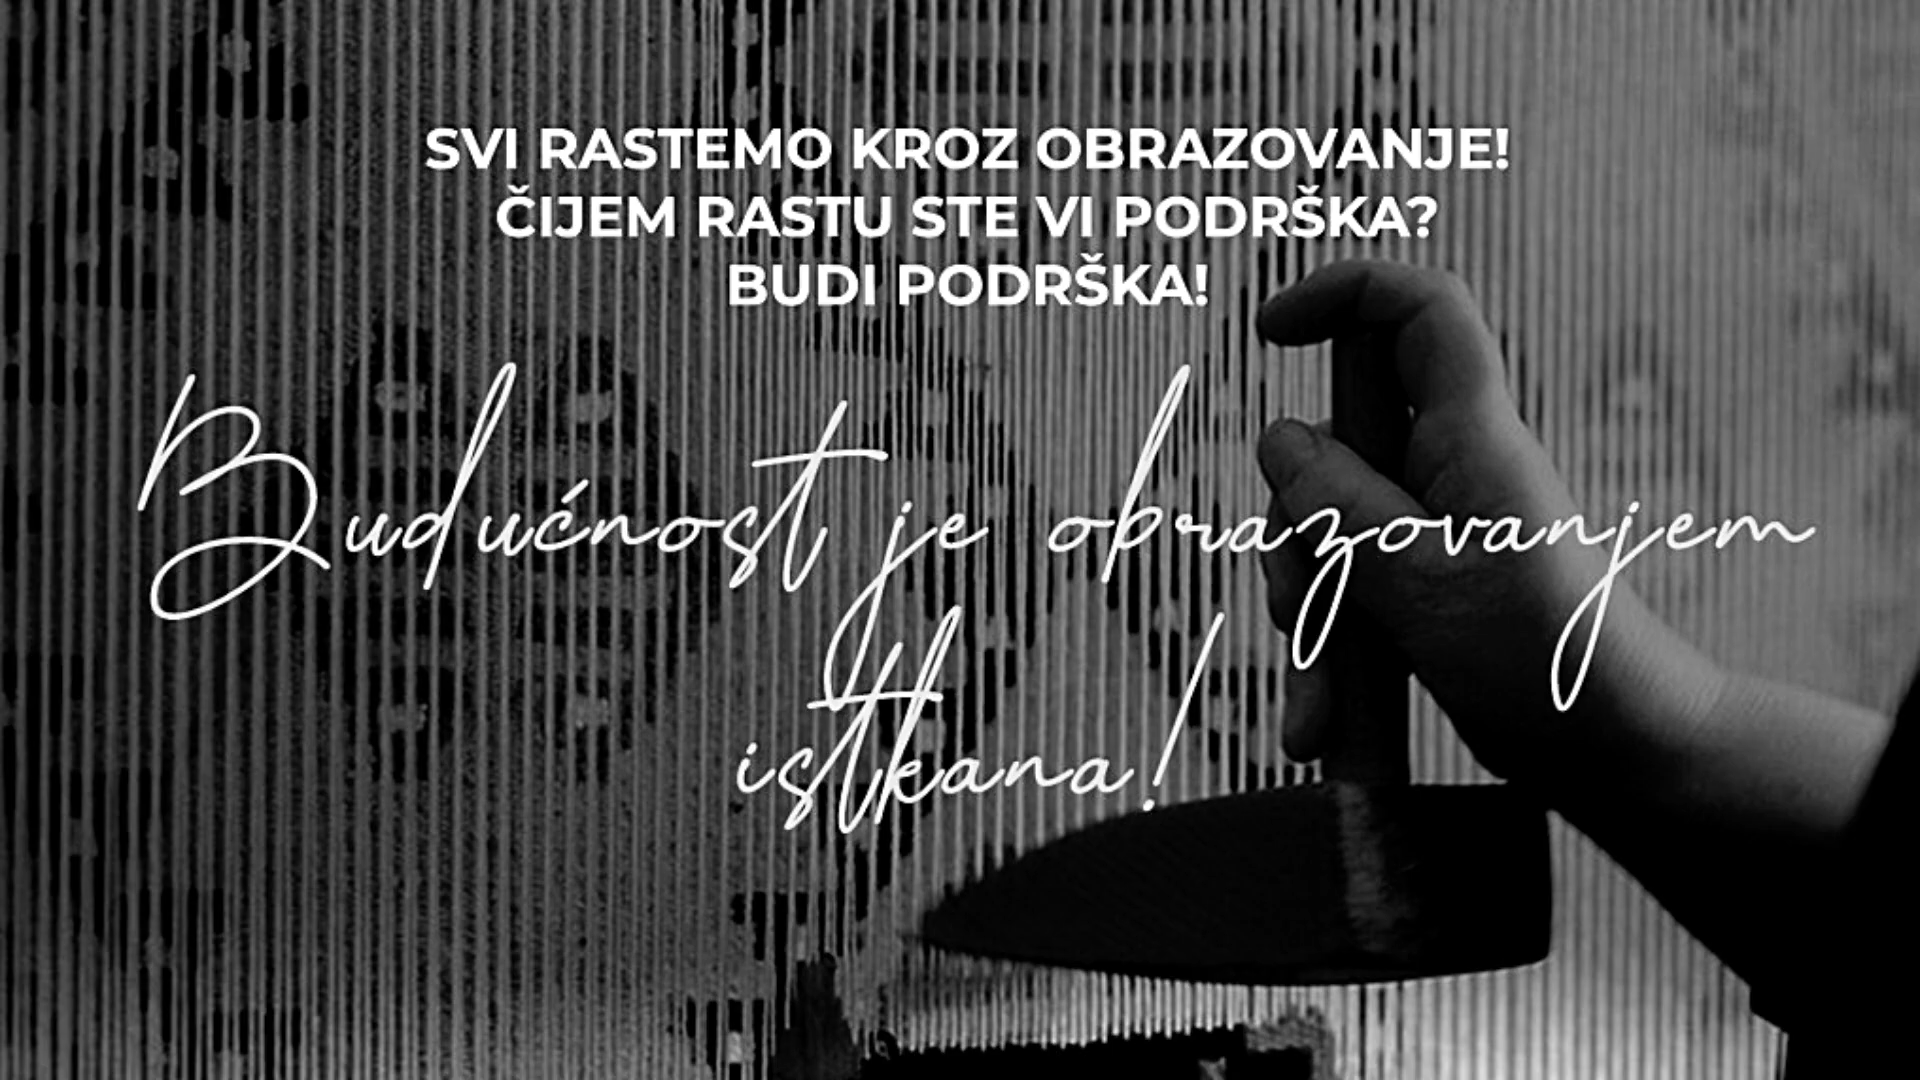 SVI RASTEMO KROZ OBRAZOVANJE!
ČIJEM RASTU STE VI PODRŠKA?
BUDI PODRŠKA!
Budućnost je obrazovanjem
istkana!